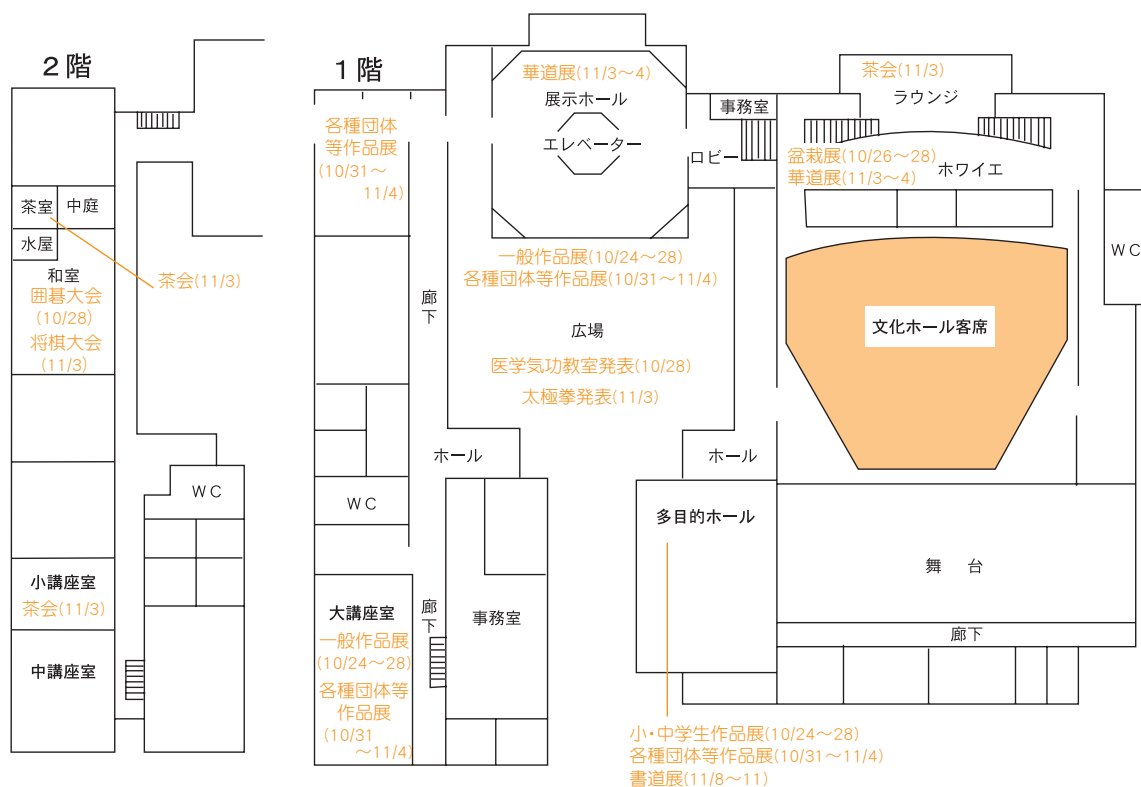 2階
茶室
中庭
水屋
和室
囲碁大会
(10/28)
将棋大会
(11/3)
茶会(11/3)
WC
小講座室
茶会(11/3)
中講座室
1階
各種団体
等作品展
(10/31～
11/4)
華道展(11/3～4)
展示ホール
エレベーター
事務室
ロビー
茶会(11/3)
ラウンジ
盆栽展(10/26～28)
華道展(11/3～4)
ホワイエ
WC
一般作品展(10/24～28)
各種団体等作品展(10/31～11/4)
廊下
広場
文化ホール客席
医学気功教室発表(10/28)
太極拳発表(11/3)
ホール
ホール
WC
多目的ホール
舞台
大講座室
一般作品展
(10/24～28)
各種団体等
作品展
(10/31
～11/4)
廊下
事務室
廊下
小・中学生作品展(10/24～28)
各種団体等作品展(10/31～11/4)
書道展(11/8～11)